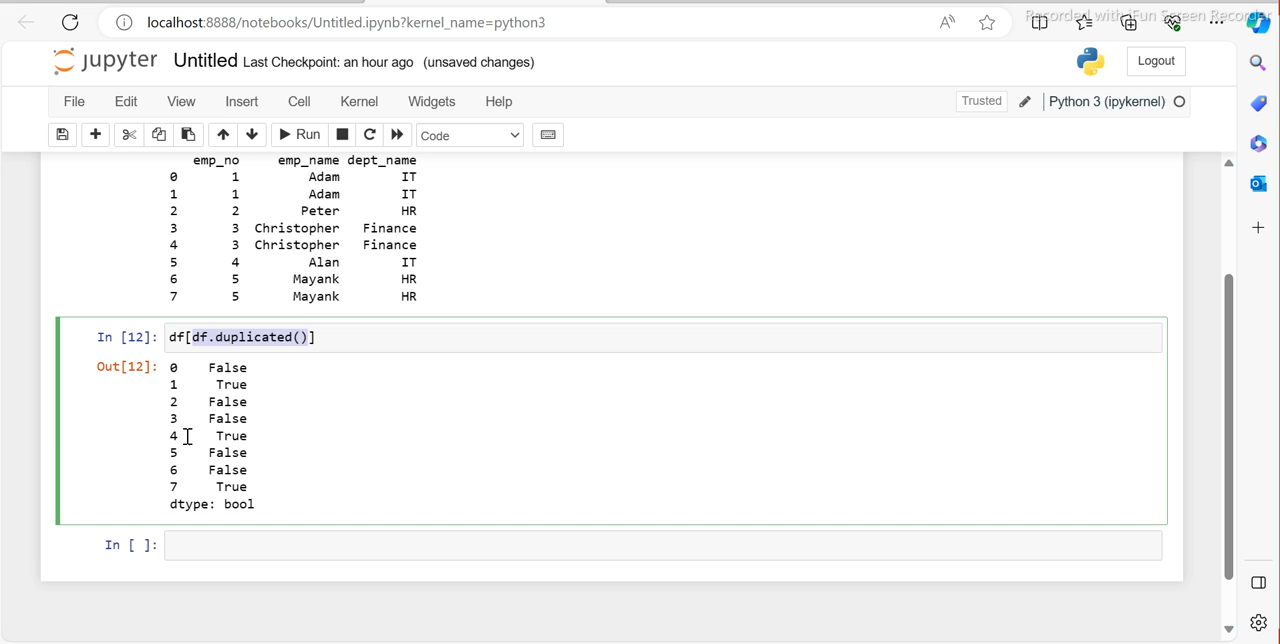 localhost:8888/notebooks/Untitled.ipynb?kernel_name=python3
Recorded with iFun Screen Recorder
jupyter Untitled Last Checkpoint: an hour ago (unsaved changes)
Logout
File Edit View Insert Cell Kernel Widgets Help
Trusted Python 3 (ipykernel)
Run Code
emp_no emp_name dept_name
0 1 Adam IT
1 1 Adam IT
2 2 Peter HR
3 3 Christopher Finance
4 3 Christopher Finance
5 4 Alan IT
6 5 Mayank HR
7 5 Mayank HR
In [12]: df[df.duplicated()]
Out[12]: 0 False
1 True
2 False
3 False
4 True
5 False
6 False
7 True
dtype: bool
In [ ]: